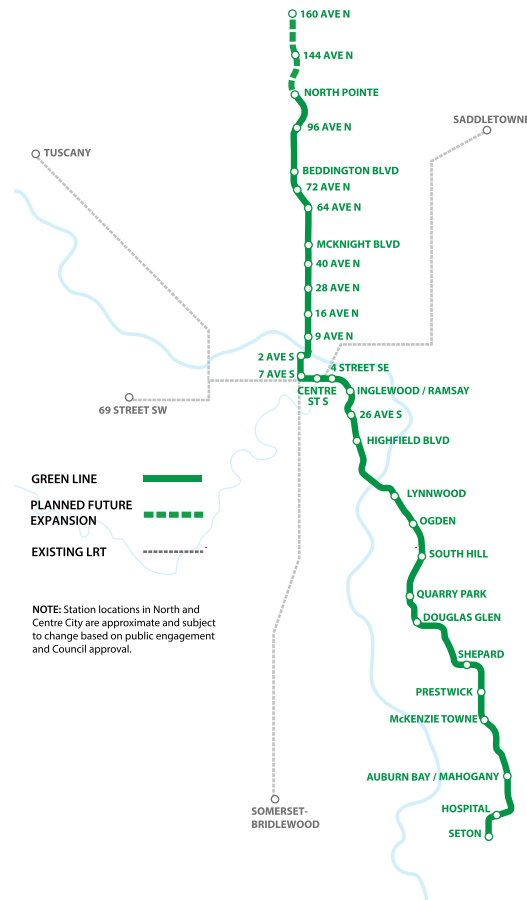 160 AVE N
144 AVE N
NORTH POINTE
96 AVE N
SADDLETOWNE
TUSCANY
BEDDINGTON BLVD
72 AVE N
64 AVE N
MCKNIGHT BLVD
40 AVE N
28 AVE N
16 AVE N
9 AVE N
2 AVE S
7 AVE S
4 STREET SE
CENTRE
ST S
INGLEWOOD / RAMSAY
69 STREET SW
26 AVE S
HIGHFIELD BLVD
GREEN LINE
PLANNED FUTURE
EXPANSION
EXISTING LRT
LYNNWOOD
OGDEN
SOUTH HILL
QUARRY PARK
DOUGLAS GLEN
NOTE: Station locations in North and
Centre City are approximate and subject
to change based on public engagement
and Council approval.
SHEPARD
PRESTWICK
McKENZIE TOWNE
AUBURN BAY / MAHOGANY
HOSPITAL
SETON
SOMERSET-
BRIDLEWOOD